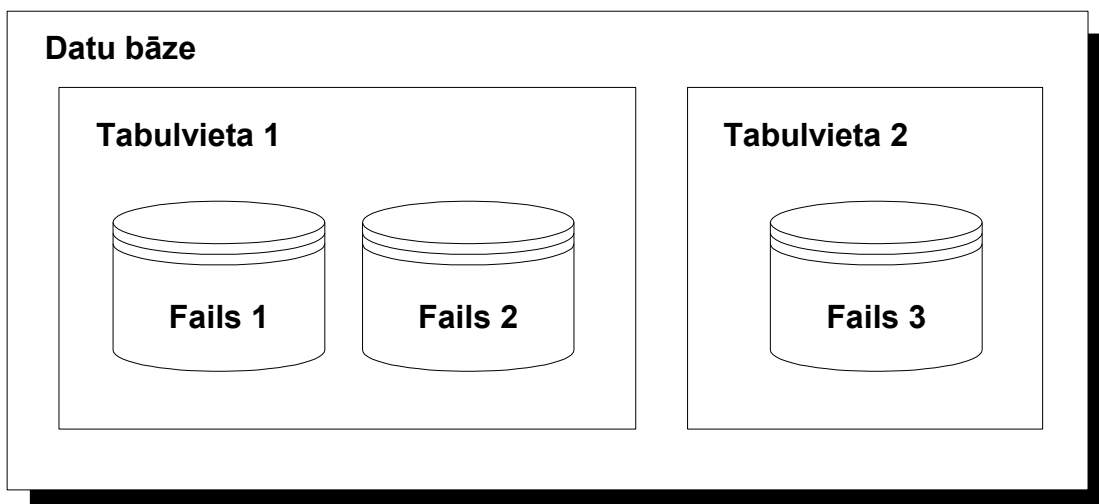 Datu bāze
Tabulvieta 1
Tabulvieta 2
Fails 1
Fails 2
Fails 3